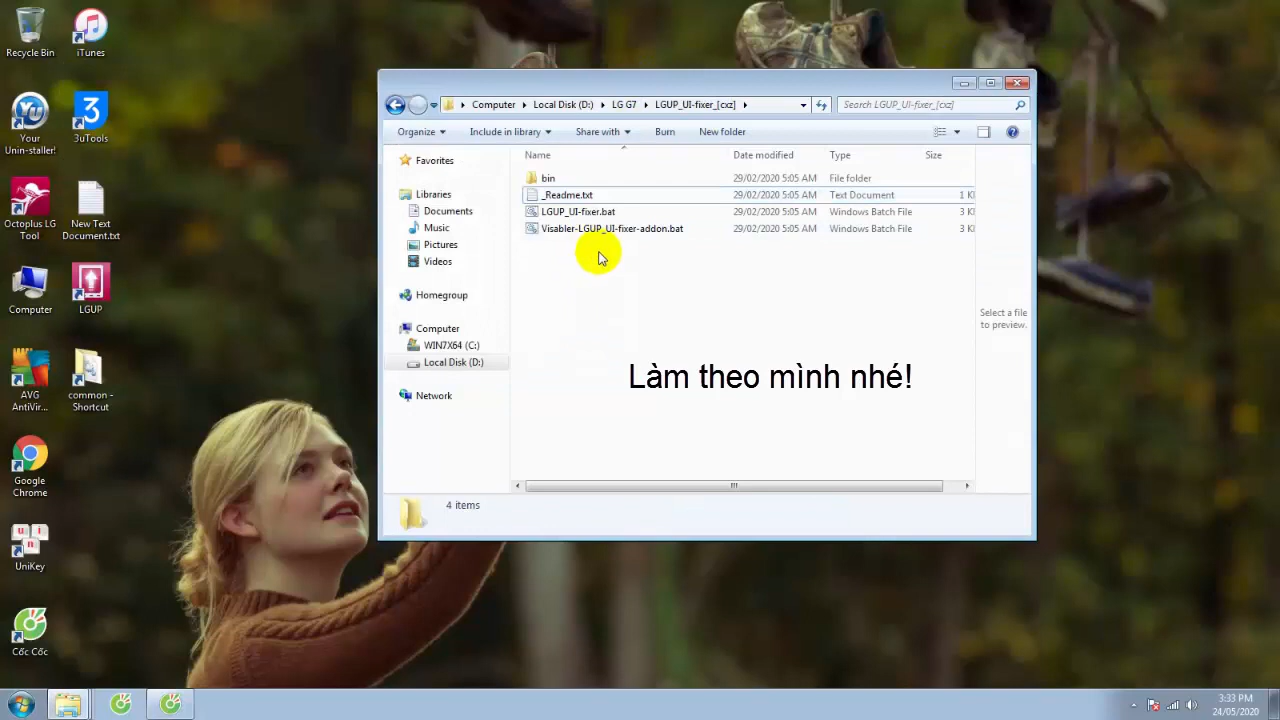 Recycle Bin
iTunes
Your
Unin-staller!
3uTools
Octoplus LG
Tool
New Text
Document.txt
Computer
LGUP
AVG
AntiVir...
common -
Shortcut
Google
Chrome
UniKey
Cốc Cốc
Computer
Local Disk (D:)
LG G7
LGUP_UI-fixer_[cxz]
Search LGUP_UI-fixer_[cxz]
Organize
Include in library
Share with
Burn
New folder
Favorites
Libraries
Documents
Music
Pictures
Videos
Homegroup
Computer
WIN7X64 (C:)
Local Disk (D:)
Network
Name Date modified Type Size
bin 29/02/2020 5:05 AM File folder
_Readme.txt 29/02/2020 5:05 AM Text Document 1 K
LGUP_UI-fixer.bat 29/02/2020 5:05 AM Windows Batch File 3 K
Visabler-LGUP_UI-fixer-addon.bat 29/02/2020 5:05 AM Windows Batch File 3 K
Select a file
to preview.
Làm theo mình nhé!
4 items
3:33 PM
24/05/2020